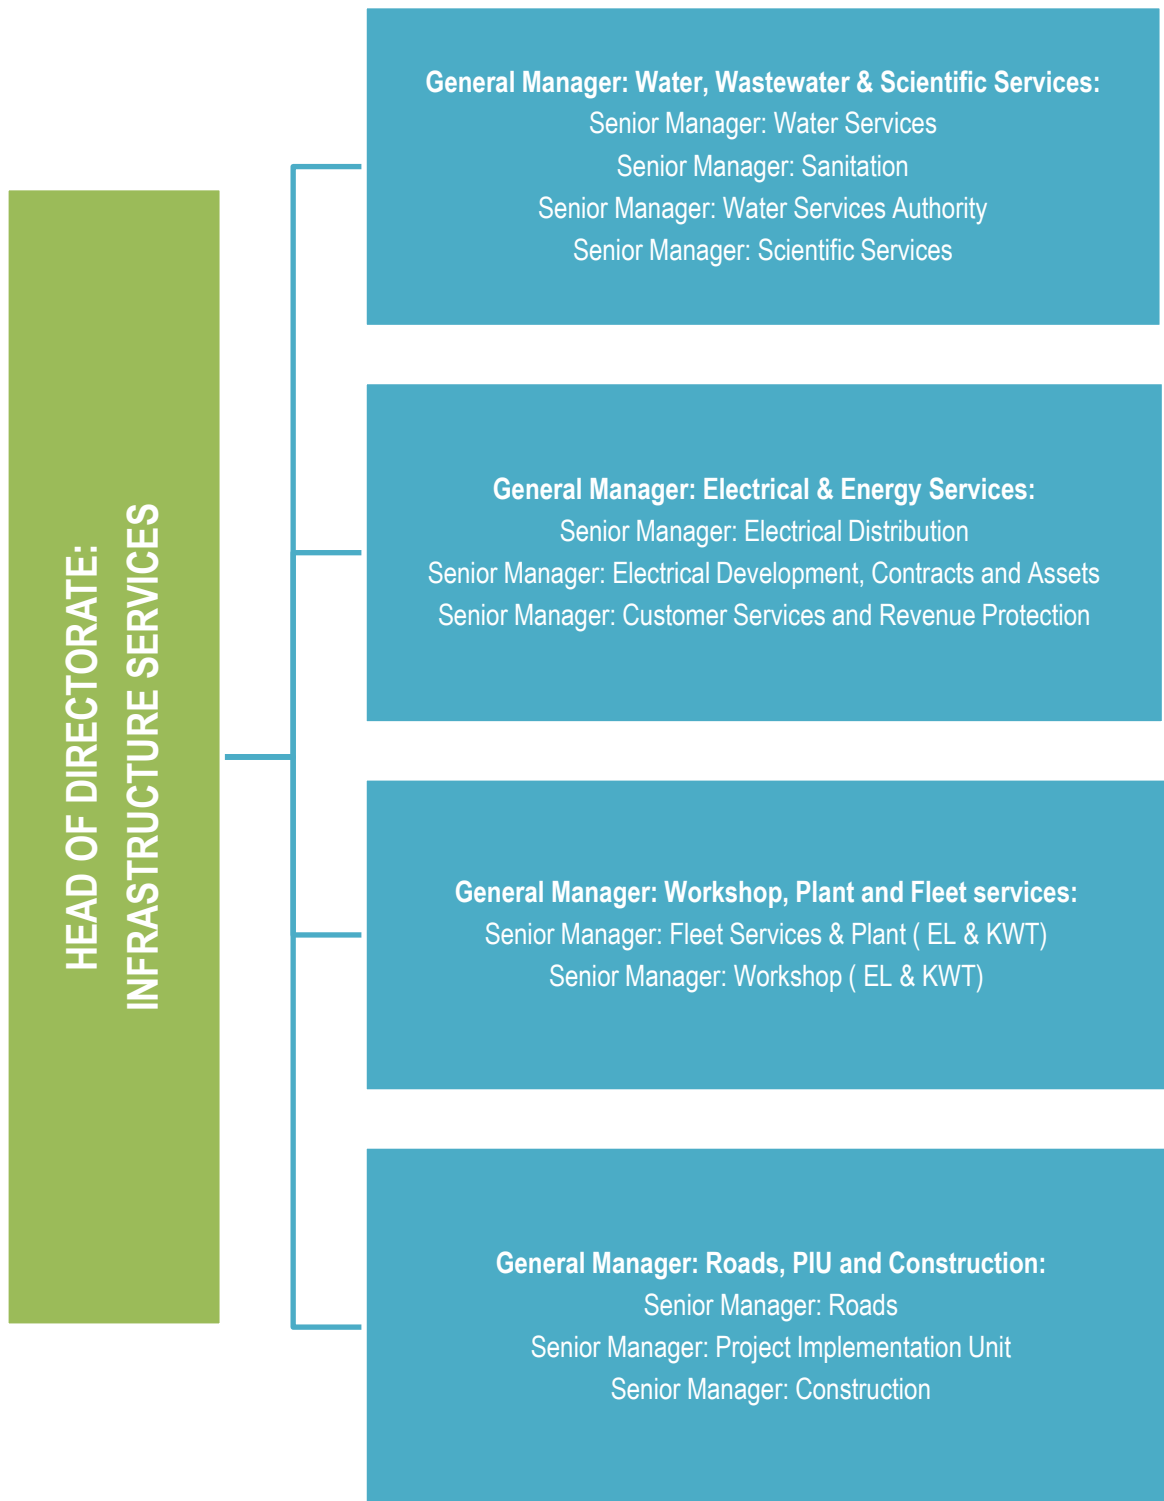 HEAD OF DIRECTORATE:
INFRASTRUCTURE SERVICES
General Manager: Water, Wastewater & Scientific Services:
Senior Manager: Water Services
Senior Manager: Sanitation
Senior Manager: Water Services Authority
Senior Manager: Scientific Services
General Manager: Electrical & Energy Services:
Senior Manager: Electrical Distribution
Senior Manager: Electrical Development, Contracts and Assets
Senior Manager: Customer Services and Revenue Protection
General Manager: Workshop, Plant and Fleet services:
Senior Manager: Fleet Services & Plant ( EL & KWT)
Senior Manager: Workshop ( EL & KWT)
General Manager: Roads, PIU and Construction:
Senior Manager: Roads
Senior Manager: Project Implementation Unit
Senior Manager: Construction